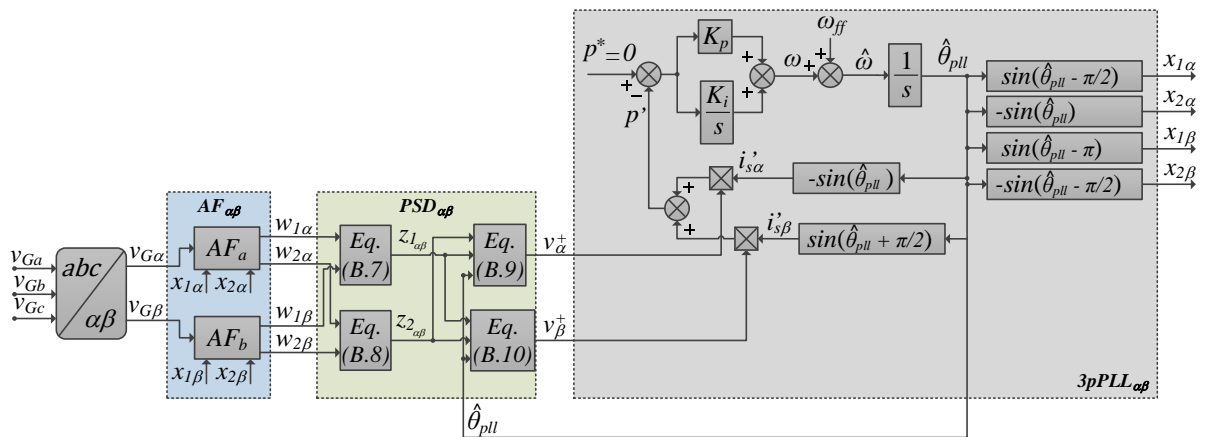 v_Ga
v_Gb
v_Gc
abc
αβ
v_Gα
v_Gβ
AF_αβ
AF_a
x_1α x_2α
AF_b
x_1β x_2β
w_1α
w_2α
w_1β
w_2β
PSD_αβ
Eq.
(B.7)
Eq.
(B.8)
z_1αβ
z_2αβ
Eq.
(B.9)
Eq.
(B.10)
θ̂_pll
v_α^+
v_β^+
p*=0
+
−
p'
K_p
K_i
s
+
+
ω
ω_ff
+
+
ω̂
1
s
θ̂_pll
i'_sα
i'_sβ
+
+
-sin(θ̂_pll )
sin(θ̂_pll + π/2)
sin(θ̂_pll - π/2)
-sin(θ̂_pll)
sin(θ̂_pll - π)
-sin(θ̂_pll - π/2)
x_1α
x_2α
x_1β
x_2β
3pPLL_αβ